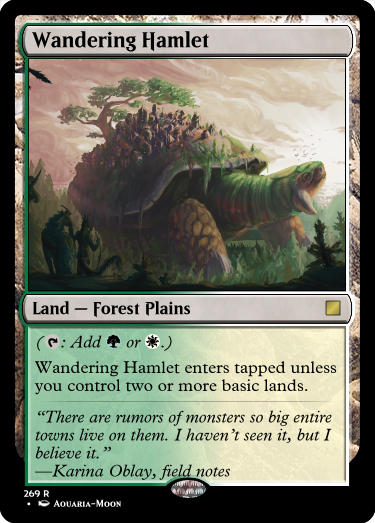 Wandering Hamlet
Land — Forest Plains
(: Add or .)
Wandering Hamlet enters tapped unless
you control two or more basic lands.
“There are rumors of monsters so big entire
towns live on them. I haven’t seen it, but I
believe it.”
—Karina Oblay, field notes
269 R
• Aouaria-Moon